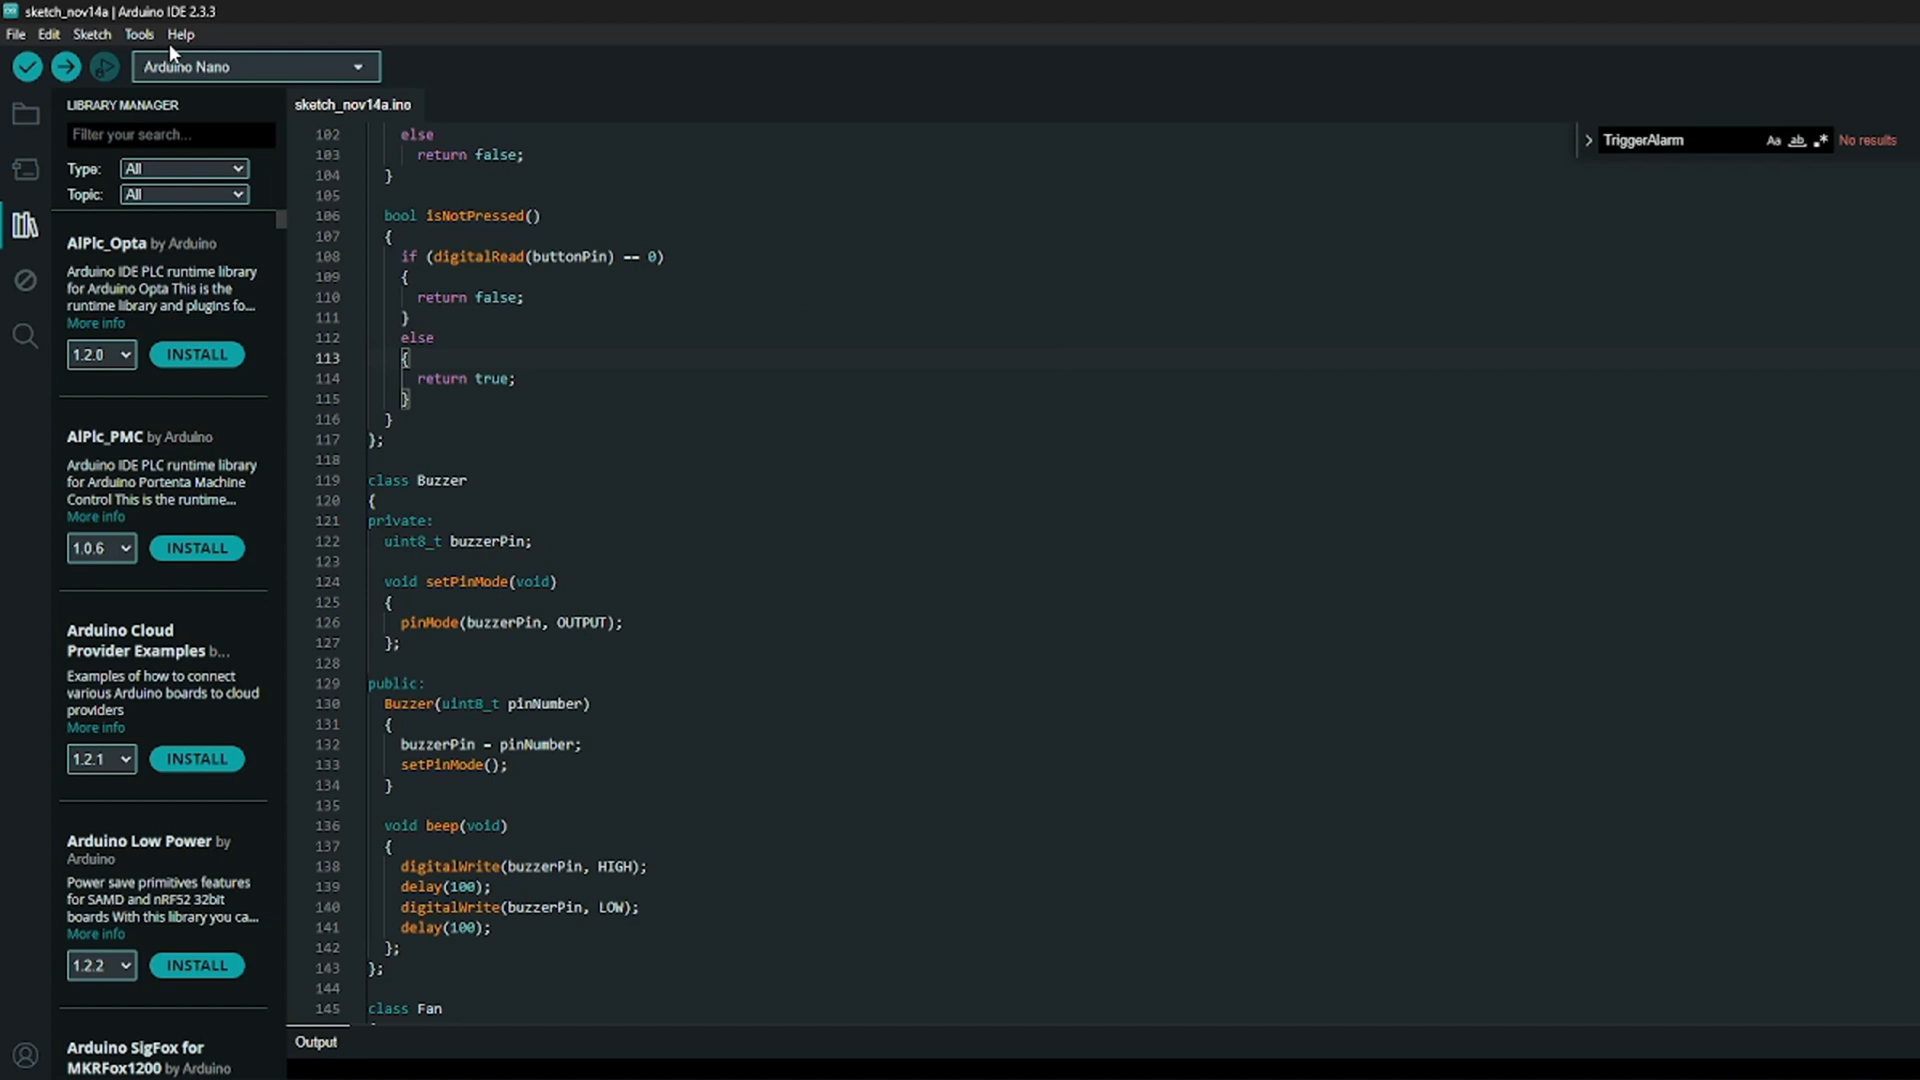 sketch_nov14a | Arduino IDE 2.3.3
File Edit Sketch Tools Help
Arduino Nano
LIBRARY MANAGER
Filter your search...
Type: All
Topic: All
AlPlc_Opta by Arduino
Arduino IDE PLC runtime library
for Arduino Opta This is the
runtime library and plugins fo...
More info
1.2.0 INSTALL
AlPlc_PMC by Arduino
Arduino IDE PLC runtime library
for Arduino Portenta Machine
Control This is the runtime...
More info
1.0.6 INSTALL
Arduino Cloud
Provider Examples b...
Examples of how to connect
various Arduino boards to cloud
providers
More info
1.2.1 INSTALL
Arduino Low Power by
Arduino
Power save primitives features
for SAMD and nRF52 32bit
boards With this library you ca...
More info
1.2.2 INSTALL
Arduino SigFox for
MKRFox1200 by Arduino
sketch_nov14a.ino
TriggerAlarm Aa ab .* No results
102 else
103 return false;
104 }
105
106 bool isNotPressed()
107 {
108 if (digitalRead(buttonPin) == 0)
109 {
110 return false;
111 }
112 else
113 {
114 return true;
115 }
116 }
117 };
118
119 class Buzzer
120 {
121 private:
122 uint8_t buzzerPin;
123
124 void setPinMode(void)
125 {
126 pinMode(buzzerPin, OUTPUT);
127 };
128
129 public:
130 Buzzer(uint8_t pinNumber)
131 {
132 buzzerPin = pinNumber;
133 setPinMode();
134 }
135
136 void beep(void)
137 {
138 digitalWrite(buzzerPin, HIGH);
139 delay(100);
140 digitalWrite(buzzerPin, LOW);
141 delay(100);
142 };
143 };
144
145 class Fan
Output